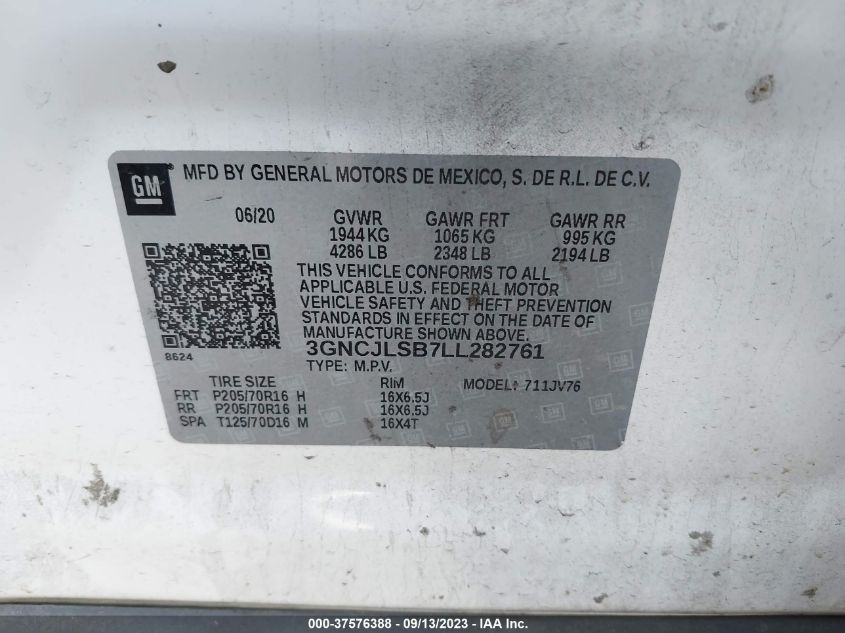 GM
MFD BY GENERAL MOTORS DE MEXICO, S. DE R.L. DE C.V.
06/20 GVWR GAWR FRT GAWR RR
1944 KG 1065 KG 995 KG
4286 LB 2348 LB 2194 LB
THIS VEHICLE CONFORMS TO ALL
APPLICABLE U.S. FEDERAL MOTOR
VEHICLE SAFETY AND THEFT PREVENTION
STANDARDS IN EFFECT ON THE DATE OF
MANUFACTURE SHOWN ABOVE.
8624 3GNCJLSB7LL282761
TYPE: M.P.V.
TIRE SIZE RIM MODEL: 711JV76
FRT P205/70R16 H 16X6.5J
RR P205/70R16 H 16X6.5J
SPA T125/70D16 M 16X4T
000-37576388 - 09/13/2023 - IAA Inc.